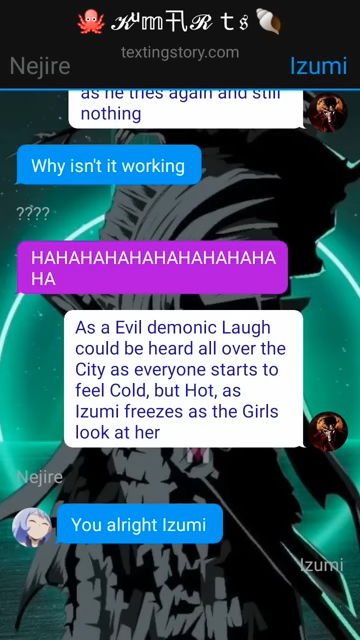 🐙 𝒦ᵘ𝕞卂ℛ 𝕥𝔰 🐚
textingstory.com
Nejire
Izumi
as he tries again and still
nothing
Why isn't it working
????
HAHAHAHAHAHAHAHAHAHA
HA
As a Evil demonic Laugh
could be heard all over the
City as everyone starts to
feel Cold, but Hot, as
Izumi freezes as the Girls
look at her
Nejire
You alright Izumi
Izumi